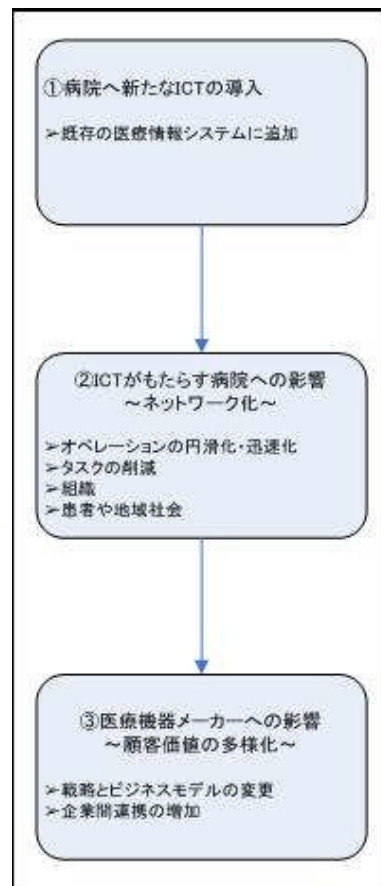 ①病院へ新たなICTの導入
➢既存の医療情報システムに追加
②ICTがもたらす病院への影響
～ネットワーク化～
➢オペレーションの円滑化・迅速化
➢タスクの削減
➢組織
➢患者や地域社会
③医療機器メーカーへの影響
～顧客価値の多様化～
➢戦略とビジネスモデルの変更
➢企業間連携の増加